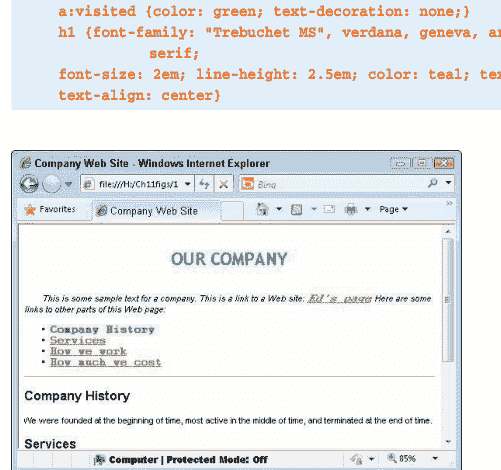 a:visited {color: green; text-decoration: none;}
h1 {font-family: "Trebuchet MS", verdana, geneva,
serif;
font-size: 2em; line-height: 2.5em; color: teal;
text-align: center}
Company Web Site - Windows Internet Explorer
file:///H:/Ch11figs/1
Bing
Favorites
Company Web Site
Page
»
OUR COMPANY
This is some sample text for a company. This is a link to a Web site: Ed's page Here are some
links to other parts of this Web page:
• Company History
• Services
• How we work
• How much we cost
Company History
We were founded at the beginning of time, most active in the middle of time, and terminated at the end of time.
Services
Computer | Protected Mode: Off
85%